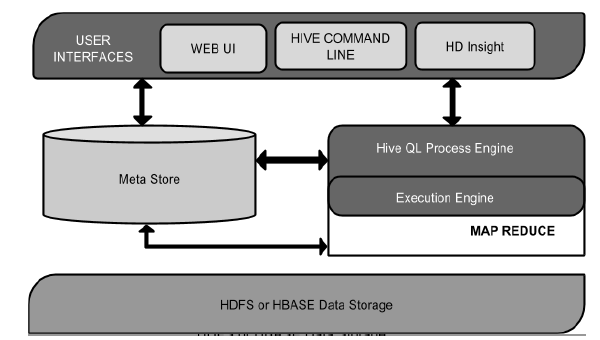 USER
INTERFACES
WEB UI
HIVE COMMAND
LINE
HD Insight
Meta Store
Hive QL Process Engine
Execution Engine
MAP REDUCE
HDFS or HBASE Data Storage